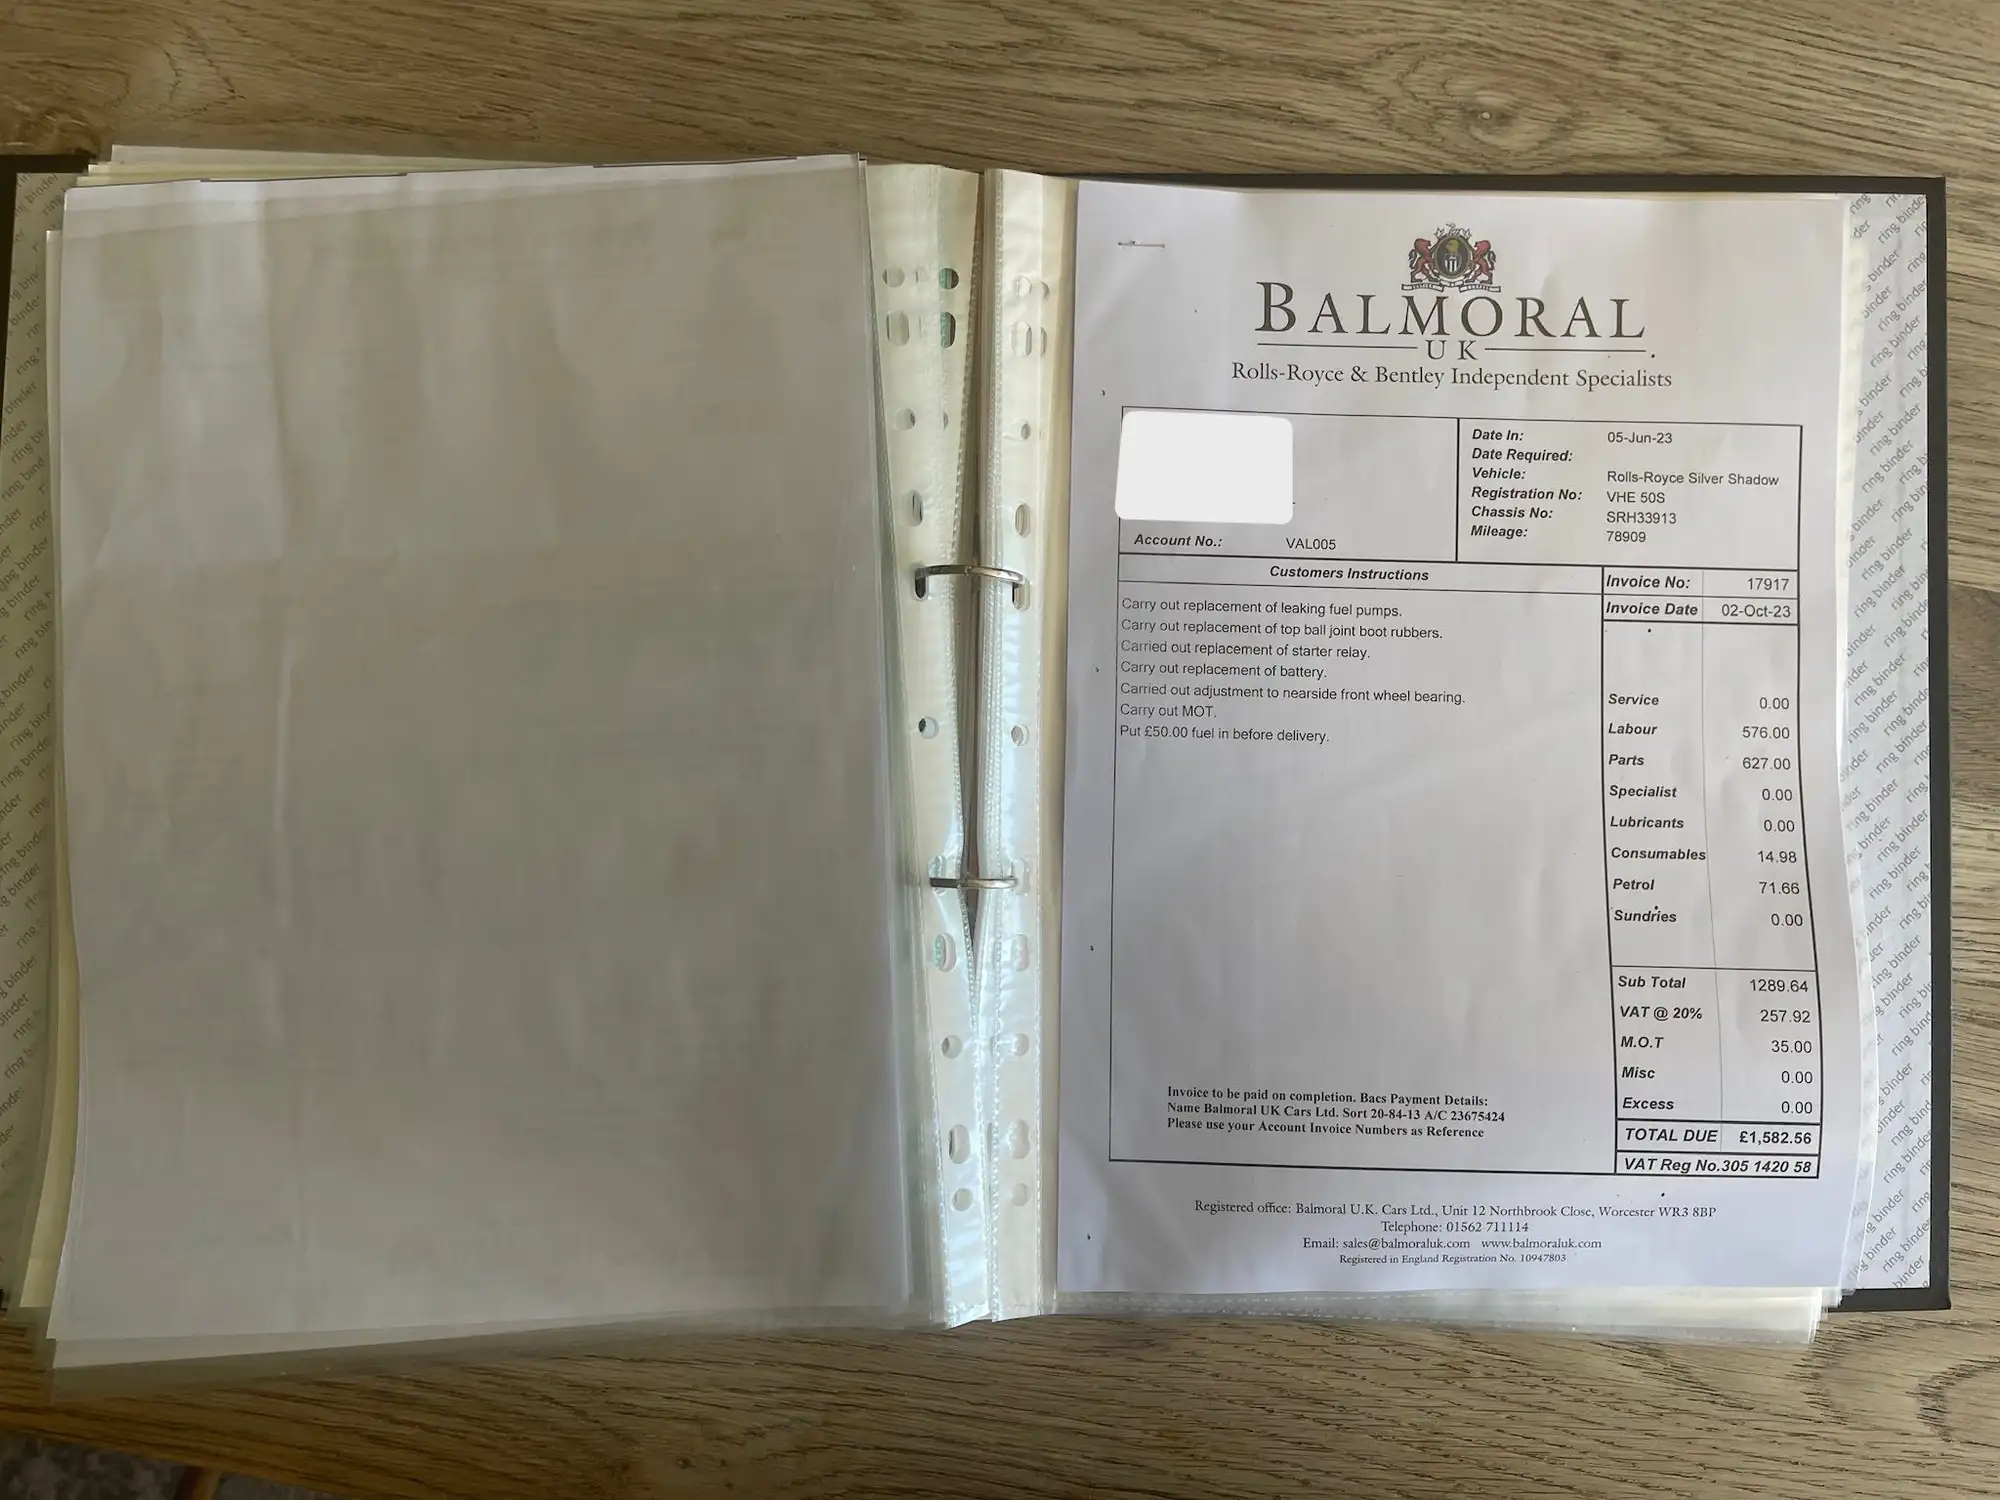 BALMORAL
UK
Rolls-Royce & Bentley Independent Specialists
Date In: 05-Jun-23
Date Required:
Vehicle: Rolls-Royce Silver Shadow
Registration No: VHE 50S
Chassis No: SRH33913
Mileage: 78909
Account No.: VAL005
Customers Instructions
Invoice No: 17917
Invoice Date 02-Oct-23
Carry out replacement of leaking fuel pumps.
Carry out replacement of top ball joint boot rubbers.
Carried out replacement of starter relay.
Carry out replacement of battery.
Carried out adjustment to nearside front wheel bearing.
Carry out MOT.
Put £50.00 fuel in before delivery.
Service 0.00
Labour 576.00
Parts 627.00
Specialist 0.00
Lubricants 0.00
Consumables 14.98
Petrol 71.66
Sundries 0.00
Sub Total 1289.64
VAT @ 20% 257.92
M.O.T 35.00
Misc 0.00
Excess 0.00
TOTAL DUE £1,582.56
VAT Reg No.305 1420 58
Invoice to be paid on completion. Bacs Payment Details:
Name Balmoral UK Cars Ltd. Sort 20-84-13 A/C 23675424
Please use your Account Invoice Numbers as Reference
Registered office: Balmoral U.K. Cars Ltd., Unit 12 Northbrook Close, Worcester WR3 8BP
Telephone: 01562 711114
Email: sales@balmoraluk.com www.balmoraluk.com
Registered in England Registration No. 10947803
ring binder